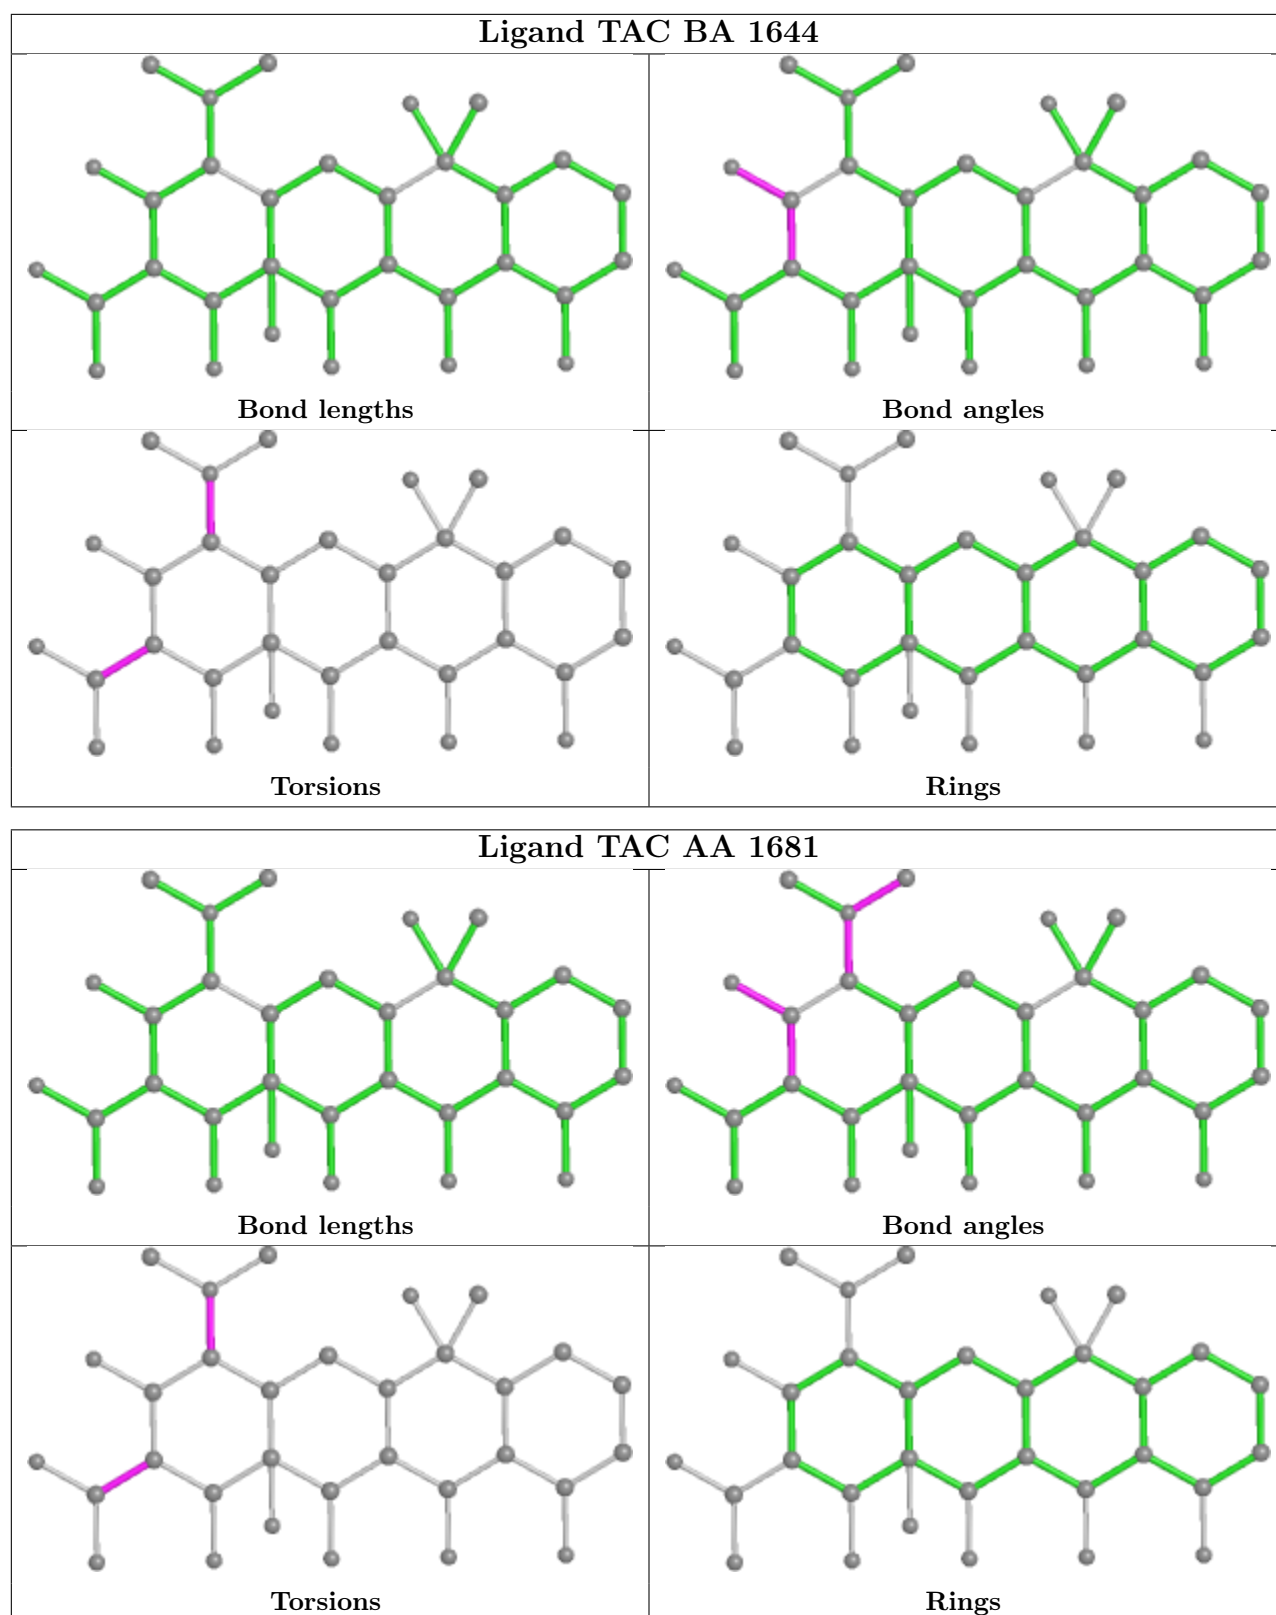 Ligand TAC BA 1644
Bond lengths
Bond angles
Torsions
Rings
Ligand TAC AA 1681
Bond lengths
Bond angles
Torsions
Rings